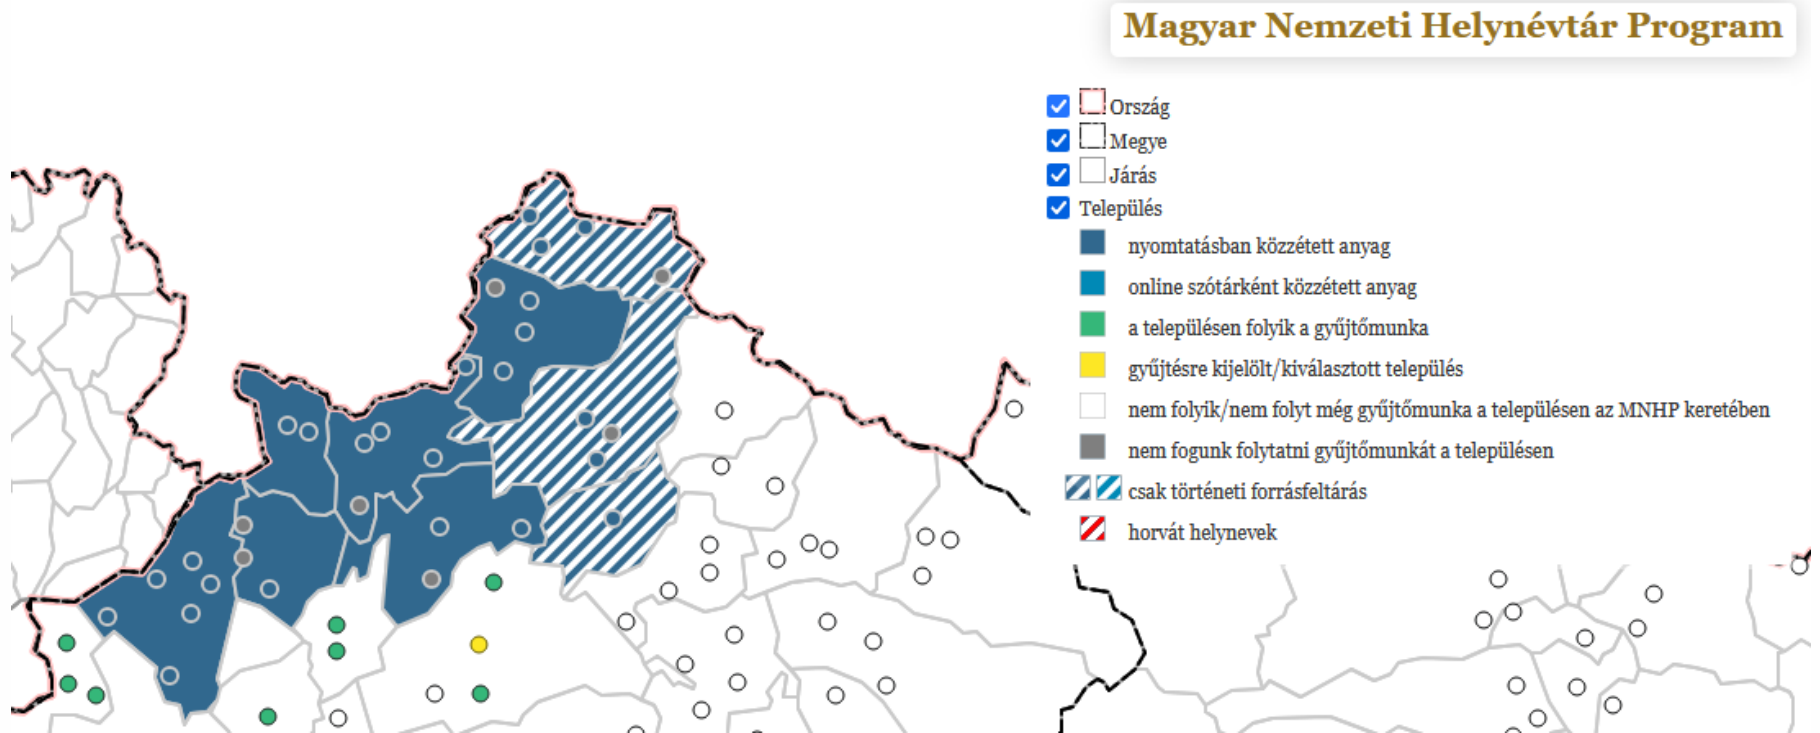 Magyar Nemzeti Helynévtár Program
Ország
Megye
Járás
Település
nyomtatásban közzétett anyag
online szótárként közzétett anyag
a településen folyik a gyűjtőmunka
gyűjtésre kijelölt/kiválasztott település
nem folyik/nem folyt még gyűjtőmunka a településen az MNHP keretében
nem fogunk folytatni gyűjtőmunkát a településen
csak történeti forrásfeltárás
horvát helynevek